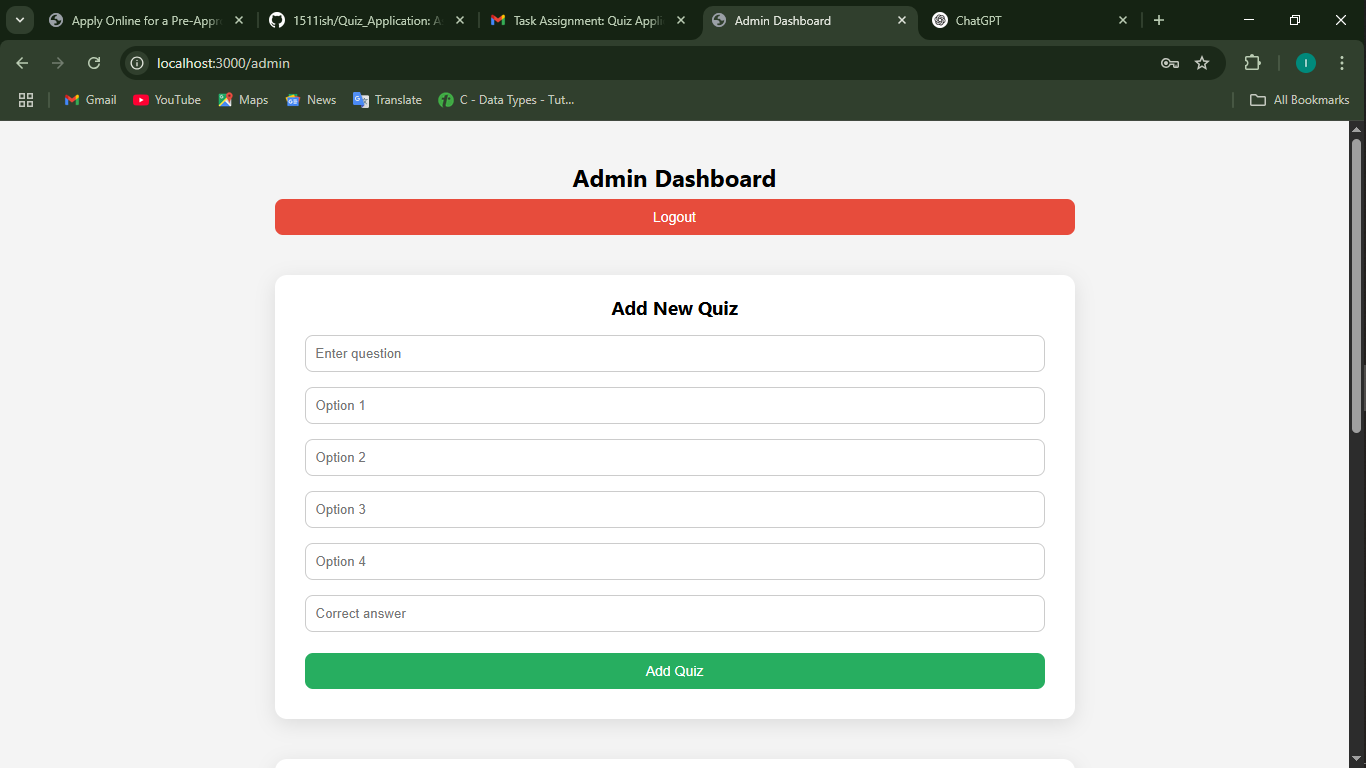 Apply Online for a Pre-Appr
1511ish/Quiz_Application: A
Task Assignment: Quiz Appli
Admin Dashboard
ChatGPT
localhost:3000/admin
I
Gmail
YouTube
Maps
News
Translate
C - Data Types - Tut...
All Bookmarks
Admin Dashboard
Logout
Add New Quiz
Enter question
Option 1
Option 2
Option 3
Option 4
Correct answer
Add Quiz